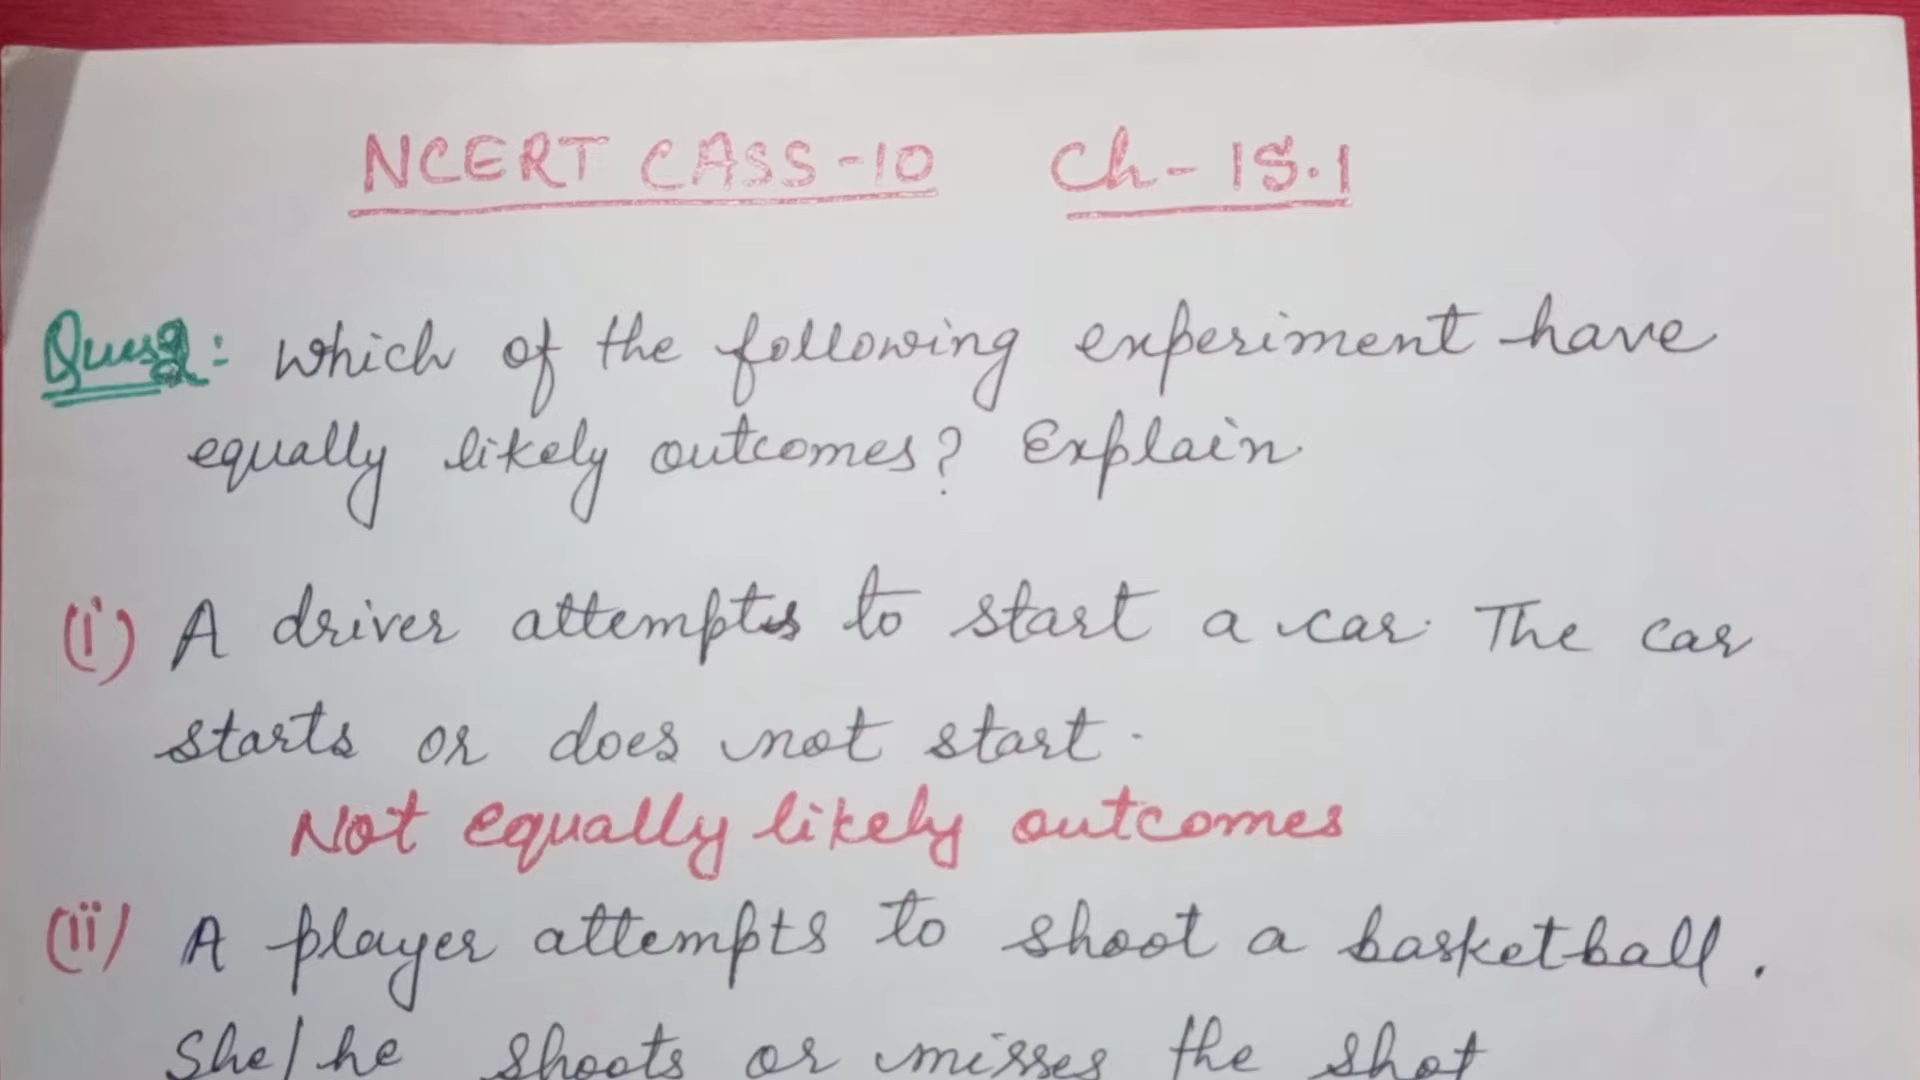 NCERT CASS-10 Ch-15.1
Ques2: Which of the following experiment have
equally likely outcomes? Explain.
(i) A driver attempts to start a car. The car
starts or does not start.
Not equally likely outcomes
(ii) A player attempts to shoot a basketball.
She/he shoots or misses the shot